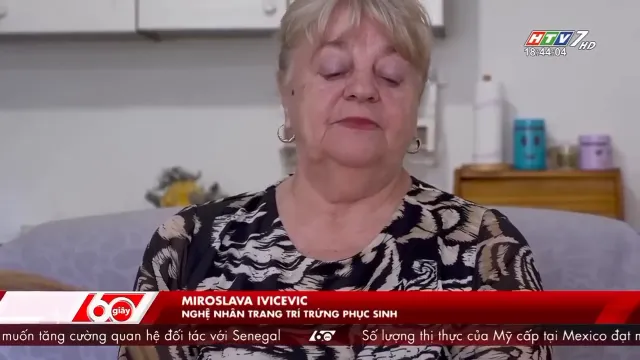 HTV7 HD
18:44:04
MIROSLAVA IVICEVIC
NGHỆ NHÂN TRANG TRÍ TRỨNG PHỤC SINH
60 giây
muốn tăng cường quan hệ đối tác với Senegal 60 Số lượng thị thực của Mỹ cấp tại Mexico đạt